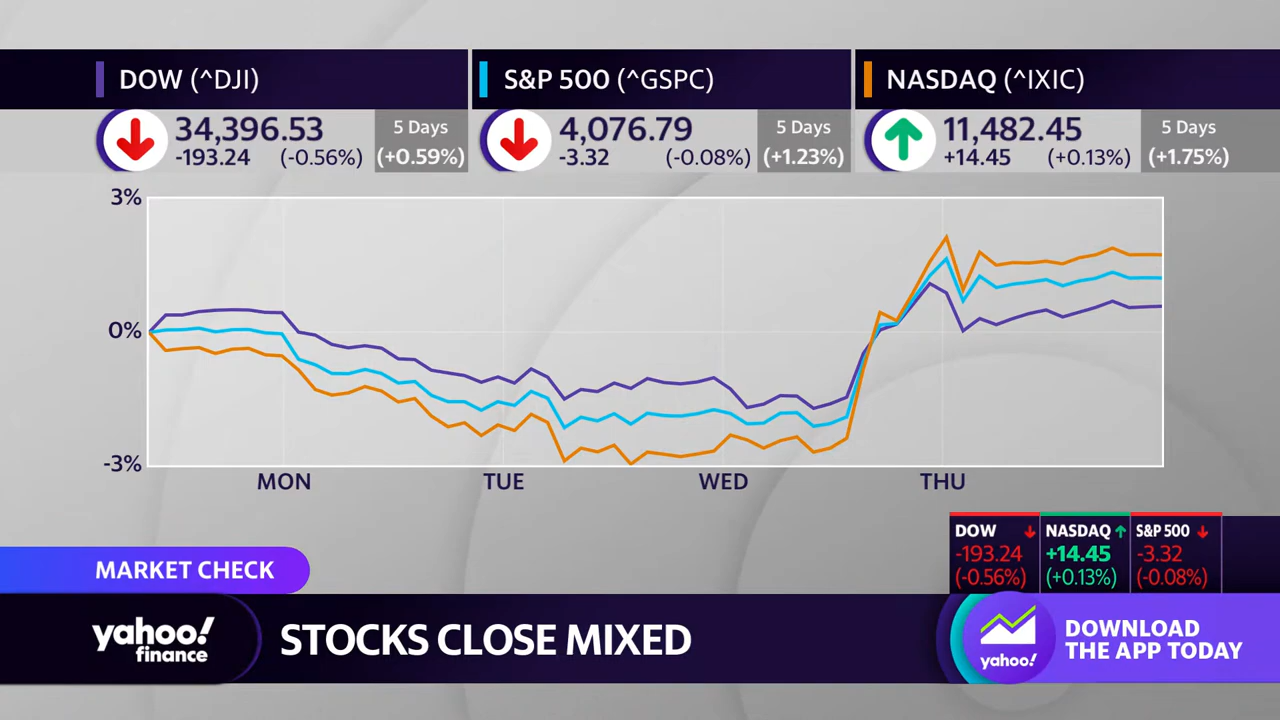 DOW (^DJI)
34,396.53
-193.24 (-0.56%)
5 Days
(+0.59%)
S&P 500 (^GSPC)
4,076.79
-3.32 (-0.08%)
5 Days
(+1.23%)
NASDAQ (^IXIC)
11,482.45
+14.45 (+0.13%)
5 Days
(+1.75%)
3%
0%
-3%
MON TUE WED THU
DOW
-193.24
(-0.56%)
NASDAQ
+14.45
(+0.13%)
S&P 500
-3.32
(-0.08%)
MARKET CHECK
yahoo!
finance
STOCKS CLOSE MIXED
yahoo!
DOWNLOAD
THE APP TODAY